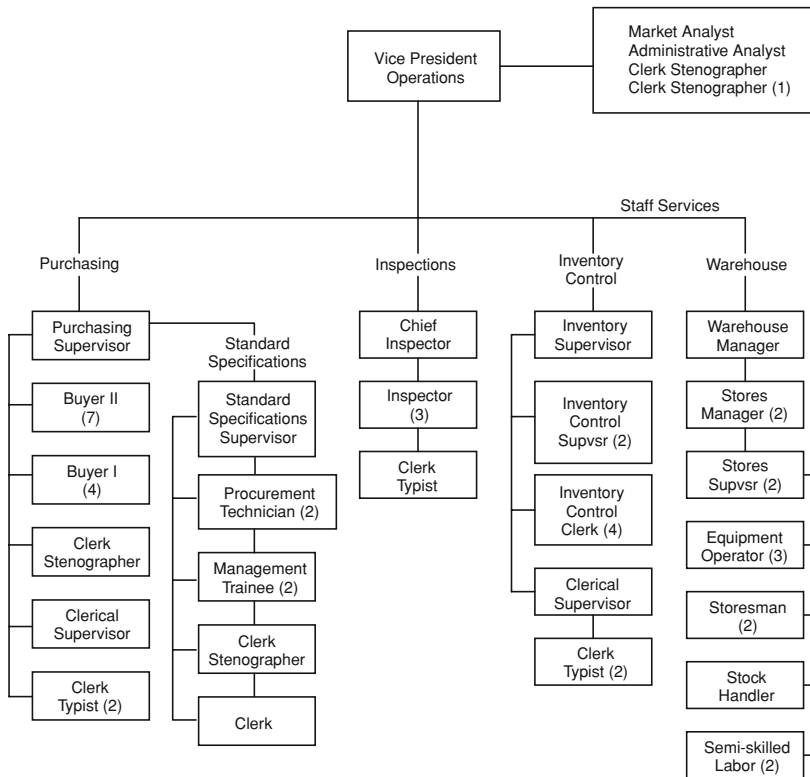 Vice President
Operations
Market Analyst
Administrative Analyst
Clerk Stenographer
Clerk Stenographer (1)
Staff Services
Purchasing
Purchasing
Supervisor
Buyer II
(7)
Buyer I
(4)
Clerk
Stenographer
Clerical
Supervisor
Clerk
Typist (2)
Standard
Specifications
Standard
Specifications
Supervisor
Procurement
Technician (2)
Management
Trainee (2)
Clerk
Stenographer
Clerk
Inspections
Chief
Inspector
Inspector
(3)
Clerk
Typist
Inventory
Control
Inventory
Supervisor
Inventory
Control
Supvsr (2)
Inventory
Control
Clerk (4)
Clerical
Supervisor
Clerk
Typist (2)
Warehouse
Warehouse
Manager
Stores
Manager (2)
Stores
Supvsr (2)
Equipment
Operator (3)
Storesman
(2)
Stock
Handler
Semi-skilled
Labor (2)